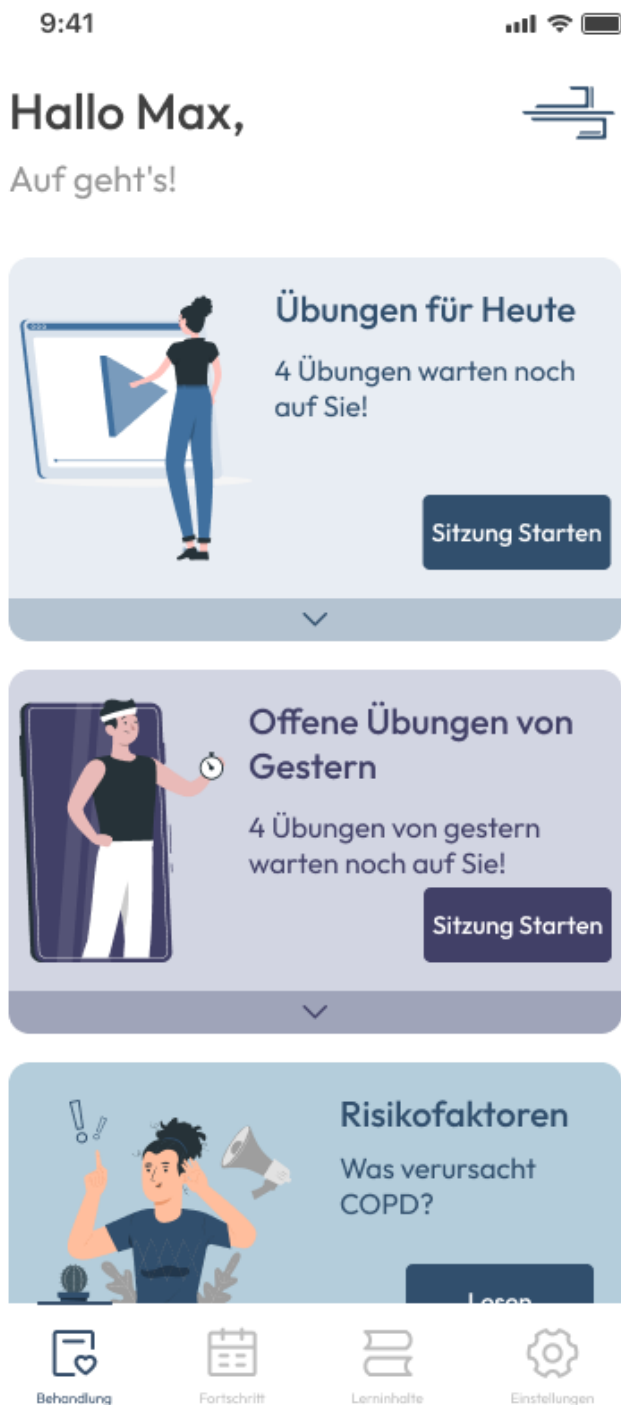 9:41
Hallo Max,
Auf geht's!
Übungen für Heute
4 Übungen warten noch
auf Sie!
Sitzung Starten
Offene Übungen von
Gestern
4 Übungen von gestern
warten noch auf Sie!
Sitzung Starten
Risikofaktoren
Was verursacht
COPD?
Lesen
Behandlung
Fortschritt
Lerninhalte
Einstellungen